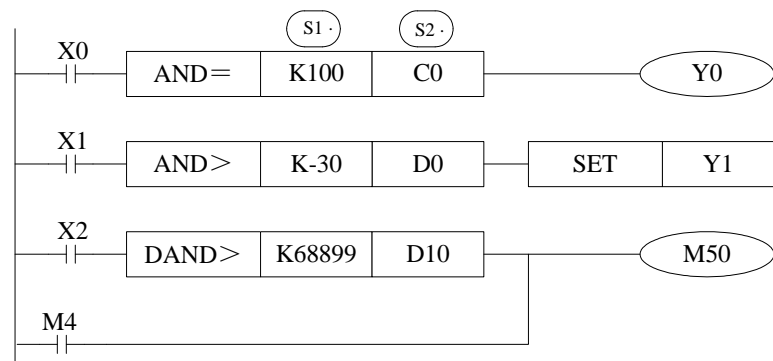 S1· S2·
X0 AND＝ K100 C0 Y0
X1 AND＞ K-30 D0 SET Y1
X2 DAND＞ K68899 D10 M50
M4